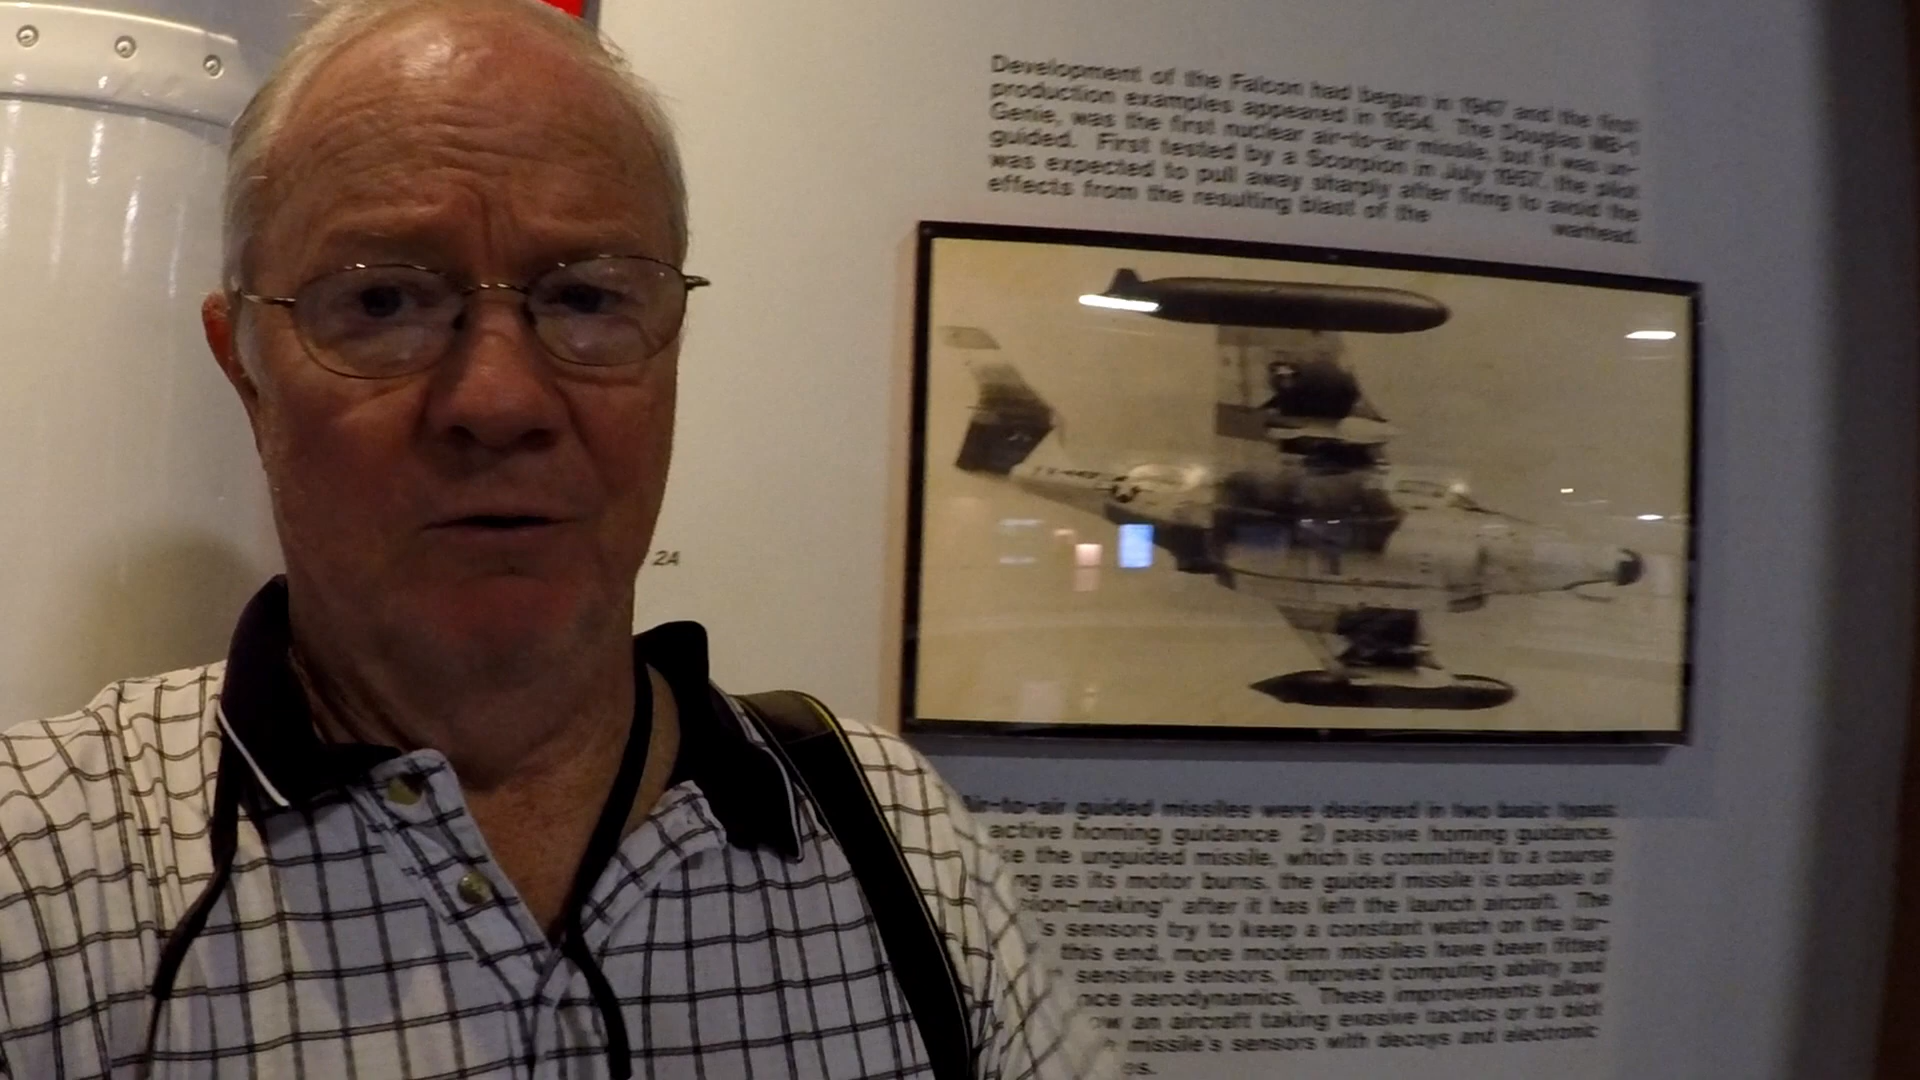 Development of the Falcon had begun in 1947 and the first
production examples appeared in 1954. The Douglas MB-1
Genie, was the first nuclear air-to-air missile, but it was un-
guided. First tested by a Scorpion in July 1957, the pilot
was expected to pull away sharply after firing to avoid the
effects from the resulting blast of the
warhead.
24
Air-to-air guided missiles were designed in two basic types:
active homing guidance 2) passive homing guidance.
the unguided missile, which is committed to a course
as its motor burns, the guided missile is capable of
sion-making" after it has left the launch aircraft. The
's sensors try to keep a constant watch on the tar-
this end, more modern missiles have been fitted
sensitive sensors, improved computing ability and
nce aerodynamics. These improvements allow
an aircraft taking evasive tactics or to blot
missile's sensors with decoys and electronic